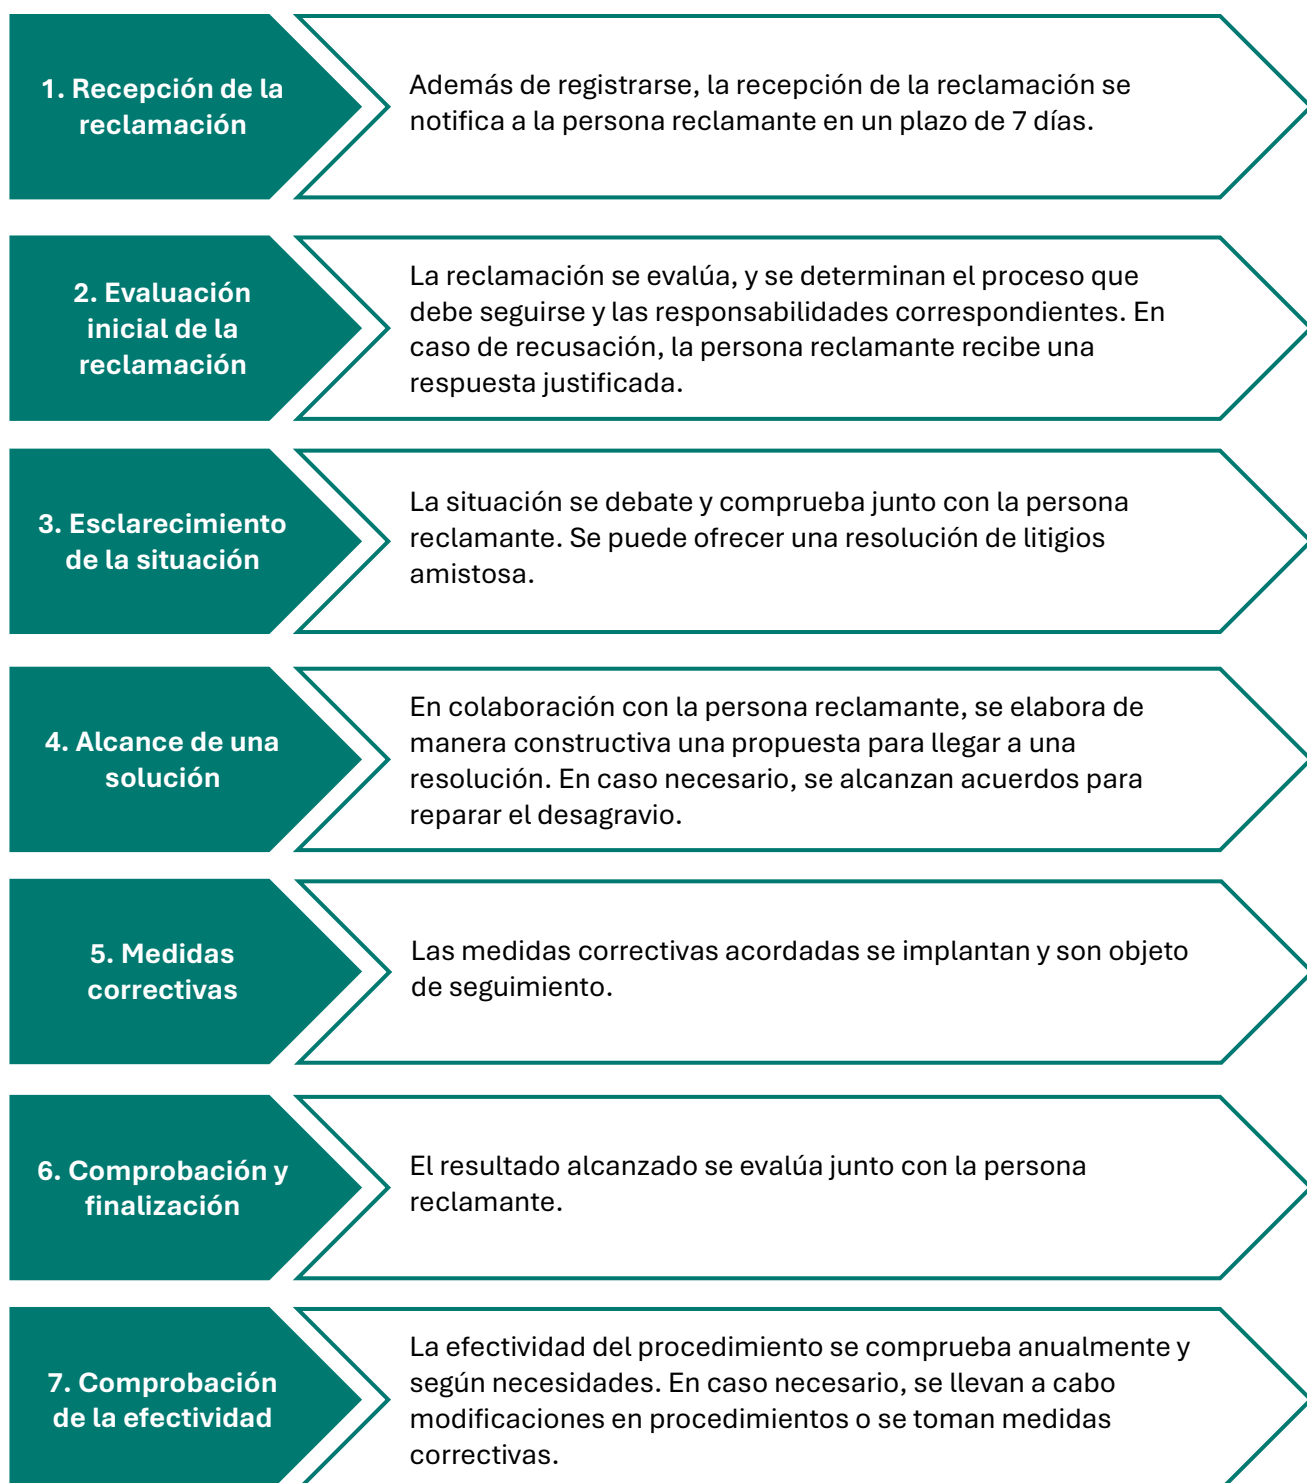 1. Recepción de la
reclamación
Además de registrarse, la recepción de la reclamación se
notifica a la persona reclamante en un plazo de 7 días.
2. Evaluación
inicial de la
reclamación
La reclamación se evalúa, y se determinan el proceso que
debe seguirse y las responsabilidades correspondientes. En
caso de recusación, la persona reclamante recibe una
respuesta justificada.
3. Esclarecimiento
de la situación
La situación se debate y comprueba junto con la persona
reclamante. Se puede ofrecer una resolución de litigios
amistosa.
4. Alcance de una
solución
En colaboración con la persona reclamante, se elabora de
manera constructiva una propuesta para llegar a una
resolución. En caso necesario, se alcanzan acuerdos para
reparar el desagravio.
5. Medidas
correctivas
Las medidas correctivas acordadas se implantan y son objeto
de seguimiento.
6. Comprobación y
finalización
El resultado alcanzado se evalúa junto con la persona
reclamante.
7. Comprobación
de la efectividad
La efectividad del procedimiento se comprueba anualmente y
según necesidades. En caso necesario, se llevan a cabo
modificaciones en procedimientos o se toman medidas
correctivas.